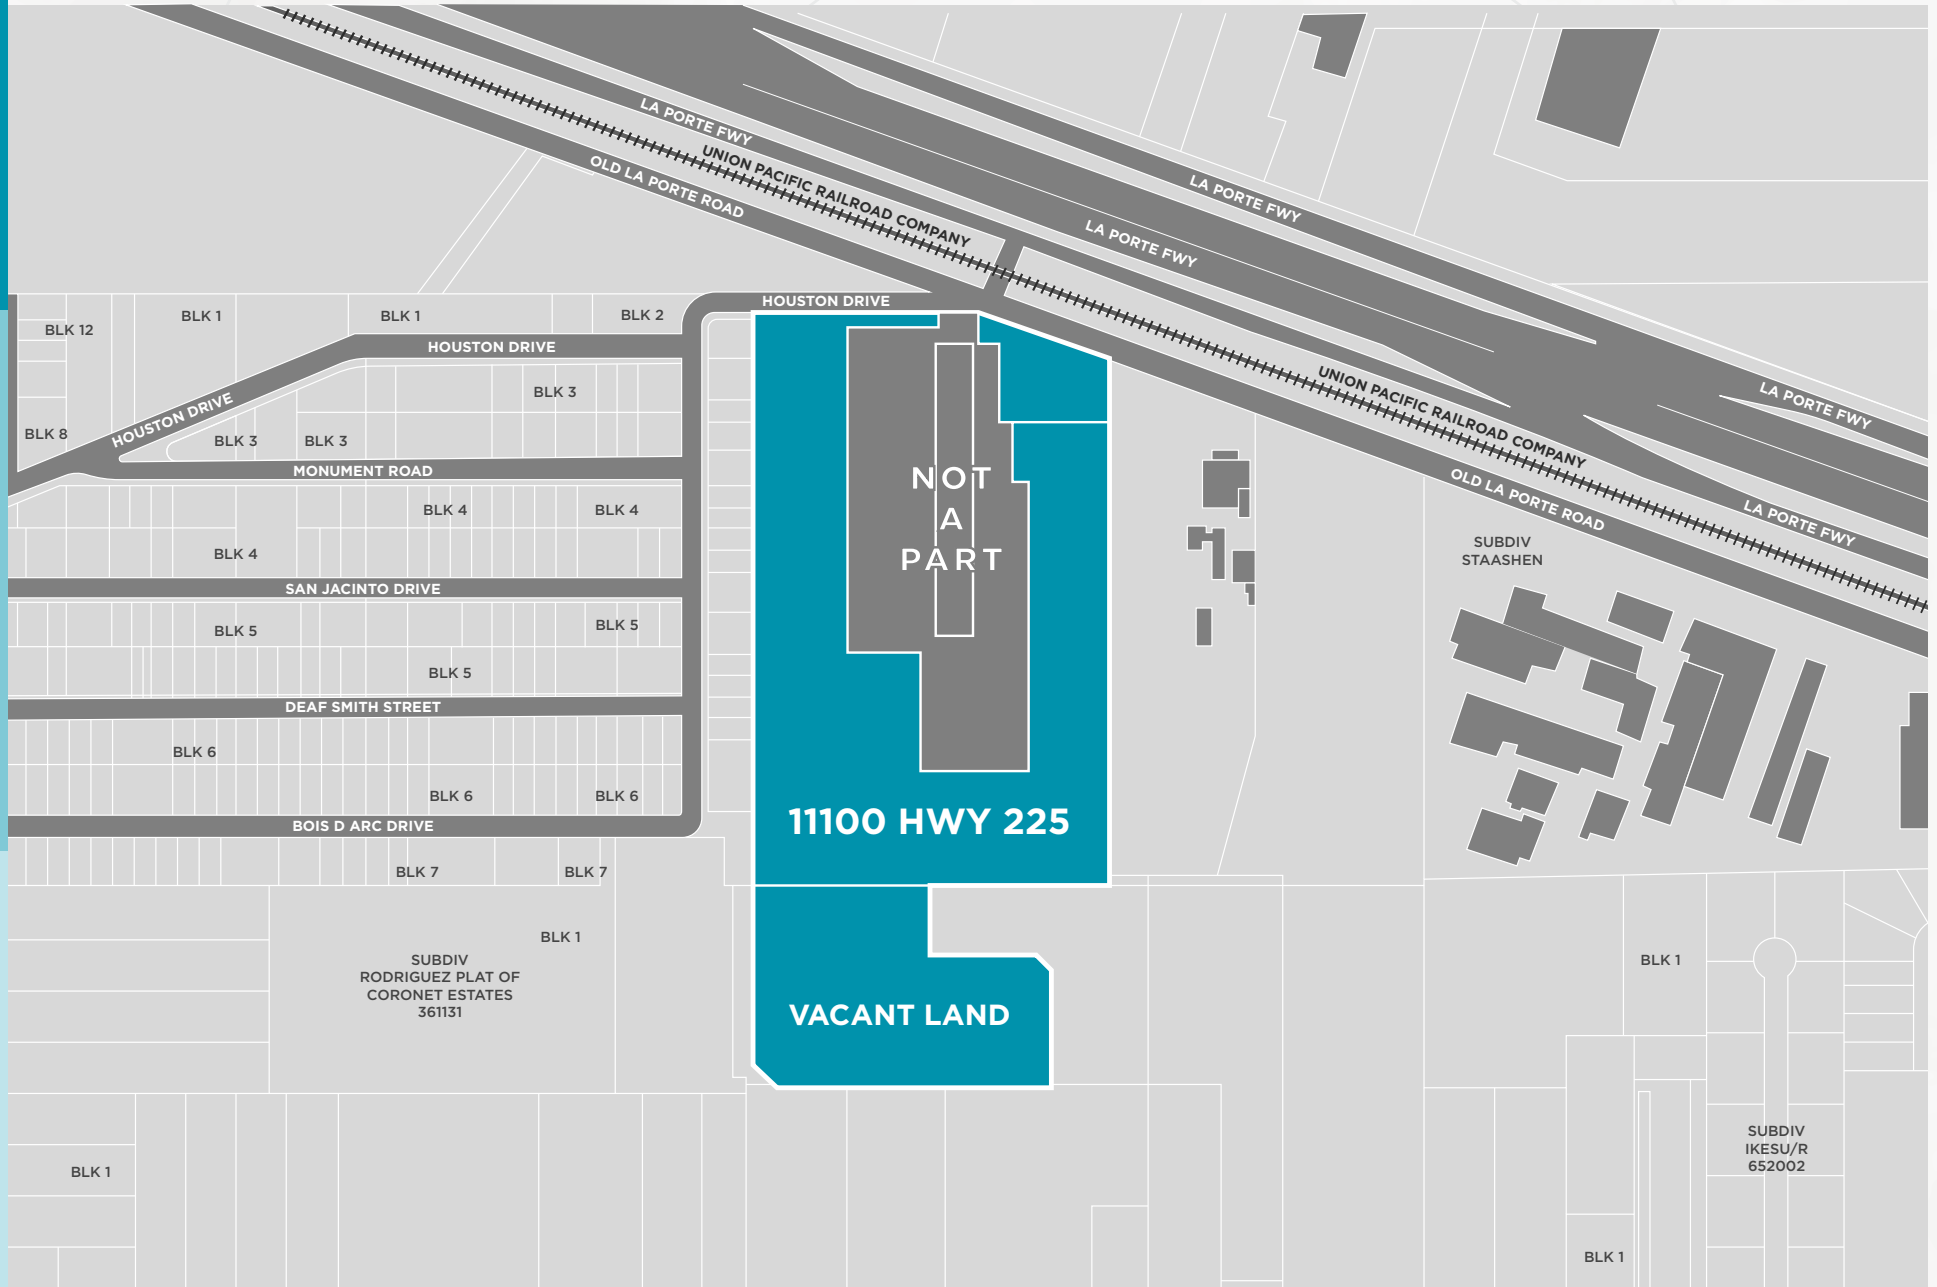 LA PORTE FWY
UNION PACIFIC RAILROAD COMPANY
OLD LA PORTE ROAD
LA PORTE FWY
LA PORTE FWY
HOUSTON DRIVE
BLK 12
BLK 1
BLK 1
BLK 2
HOUSTON DRIVE
BLK 3
HOUSTON DRIVE
BLK 8
BLK 3
BLK 3
MONUMENT ROAD
BLK 4
BLK 4
BLK 4
SAN JACINTO DRIVE
BLK 5
BLK 5
BLK 5
DEAF SMITH STREET
BLK 6
BLK 6
BLK 6
BOIS D ARC DRIVE
BLK 7
BLK 7
NOT
A
PART
11100 HWY 225
VACANT LAND
UNION PACIFIC RAILROAD COMPANY
LA PORTE FWY
OLD LA PORTE ROAD
LA PORTE FWY
SUBDIV
STAASHEN
BLK 1
SUBDIV
RODRIGUEZ PLAT OF
CORONET ESTATES
361131
BLK 1
BLK 1
SUBDIV
IKESU/R
652002
BLK 1